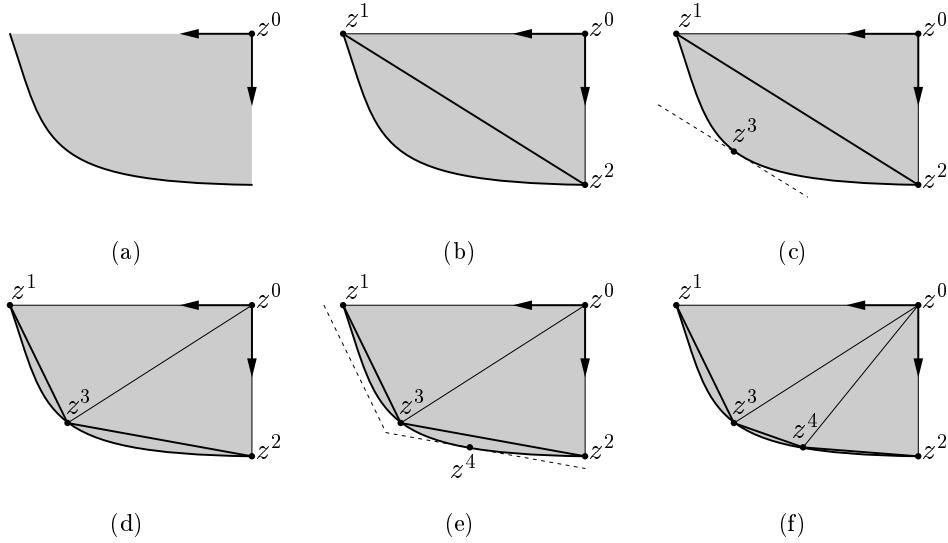 z⁰
(a)
z¹ z⁰
z²
(b)
z¹ z⁰
z³
z²
(c)
z¹ z⁰
z³
z²
(d)
z¹ z⁰
z³
z²
z⁴
(e)
z¹ z⁰
z³
z⁴
z²
(f)